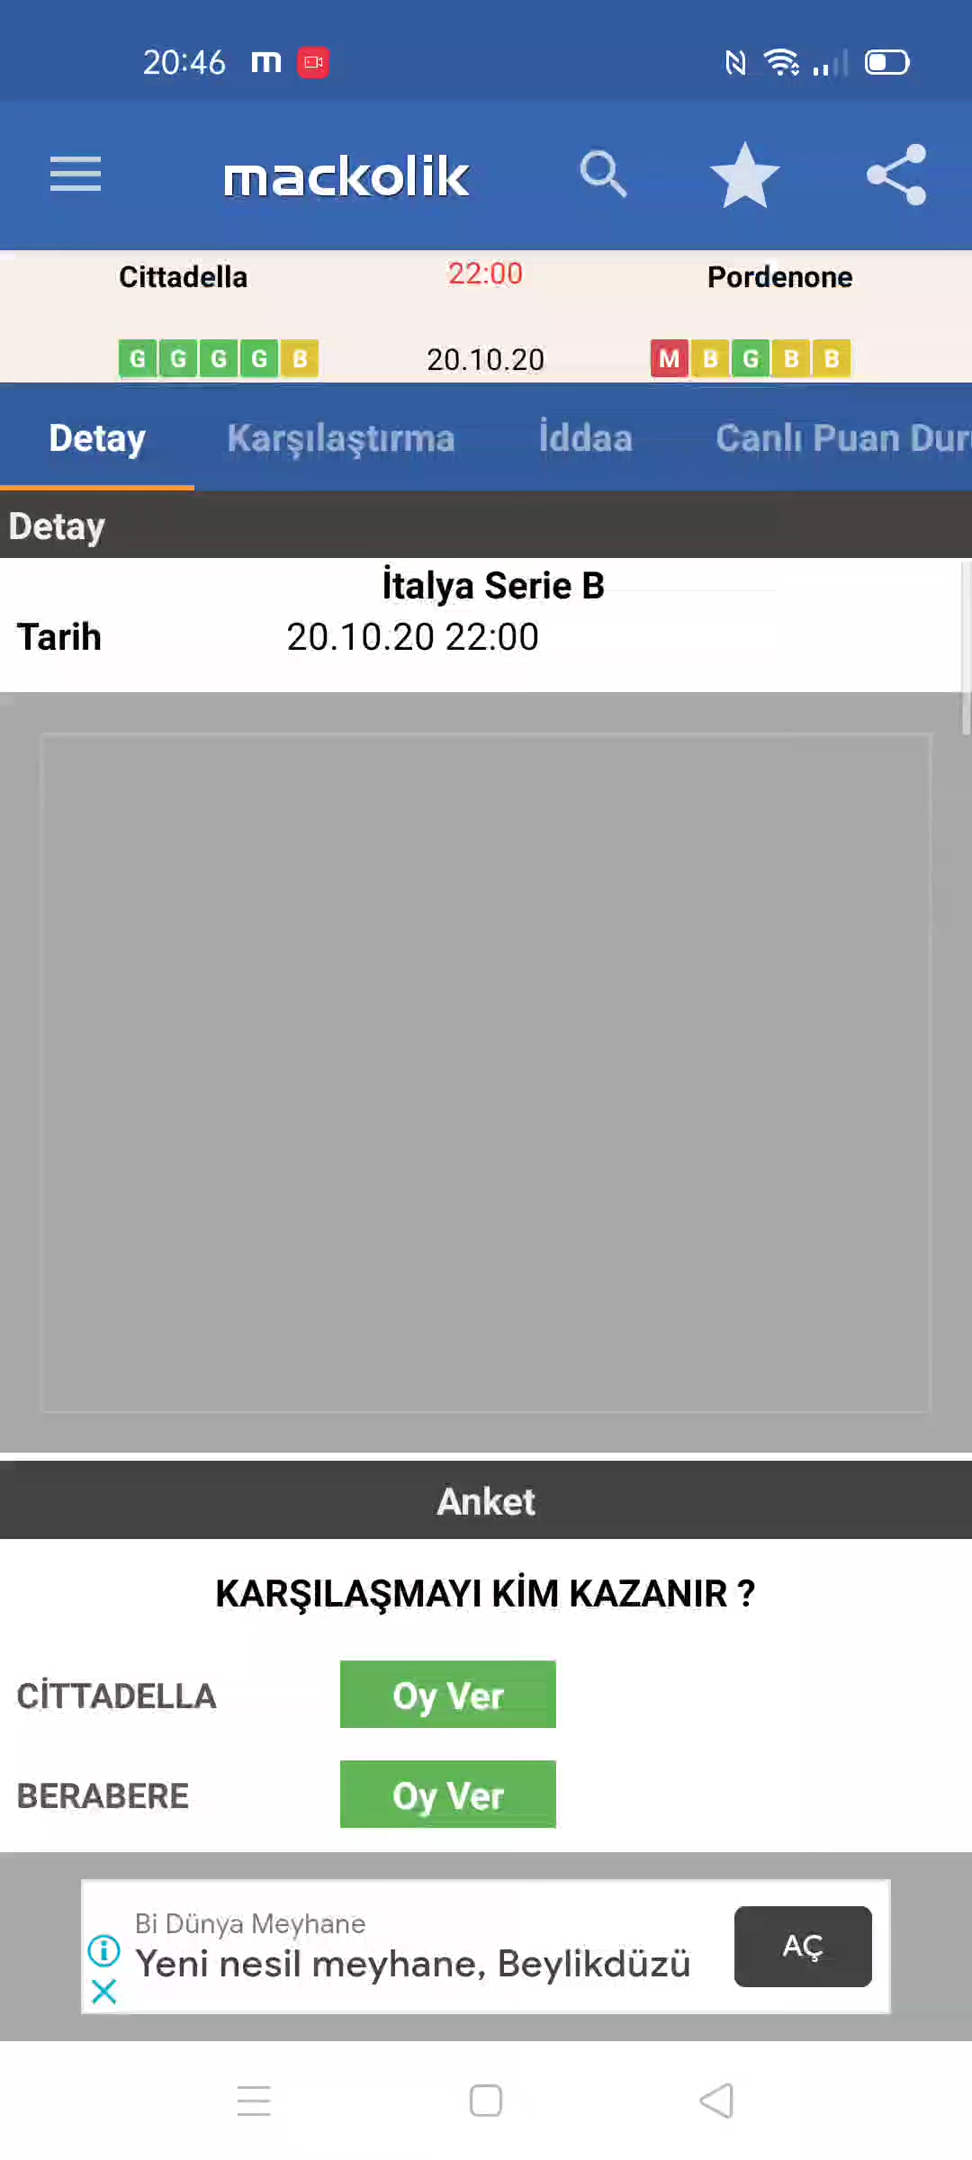 20:46 m
mackolik
Cittadella 22:00 Pordenone
G G G G B 20.10.20 M B G B B
Detay Karşılaştırma İddaa Canlı Puan Dur
Detay
İtalya Serie B
Tarih 20.10.20 22:00
Anket
KARŞILAŞMAYI KİM KAZANIR ?
CİTTADELLA Oy Ver
BERABERE Oy Ver
Bi Dünya Meyhane
Yeni nesil meyhane, Beylikdüzü
AÇ